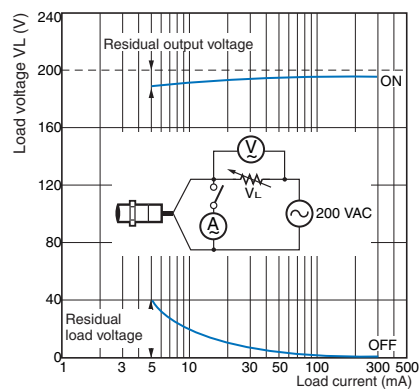 Load voltage VL (V)
240
200
160
120
80
40
0
Residual output voltage
ON
V
VL
A
200 VAC
Residual
load voltage
OFF
1 3 5 10 30 50 100 300 500
Load current (mA)